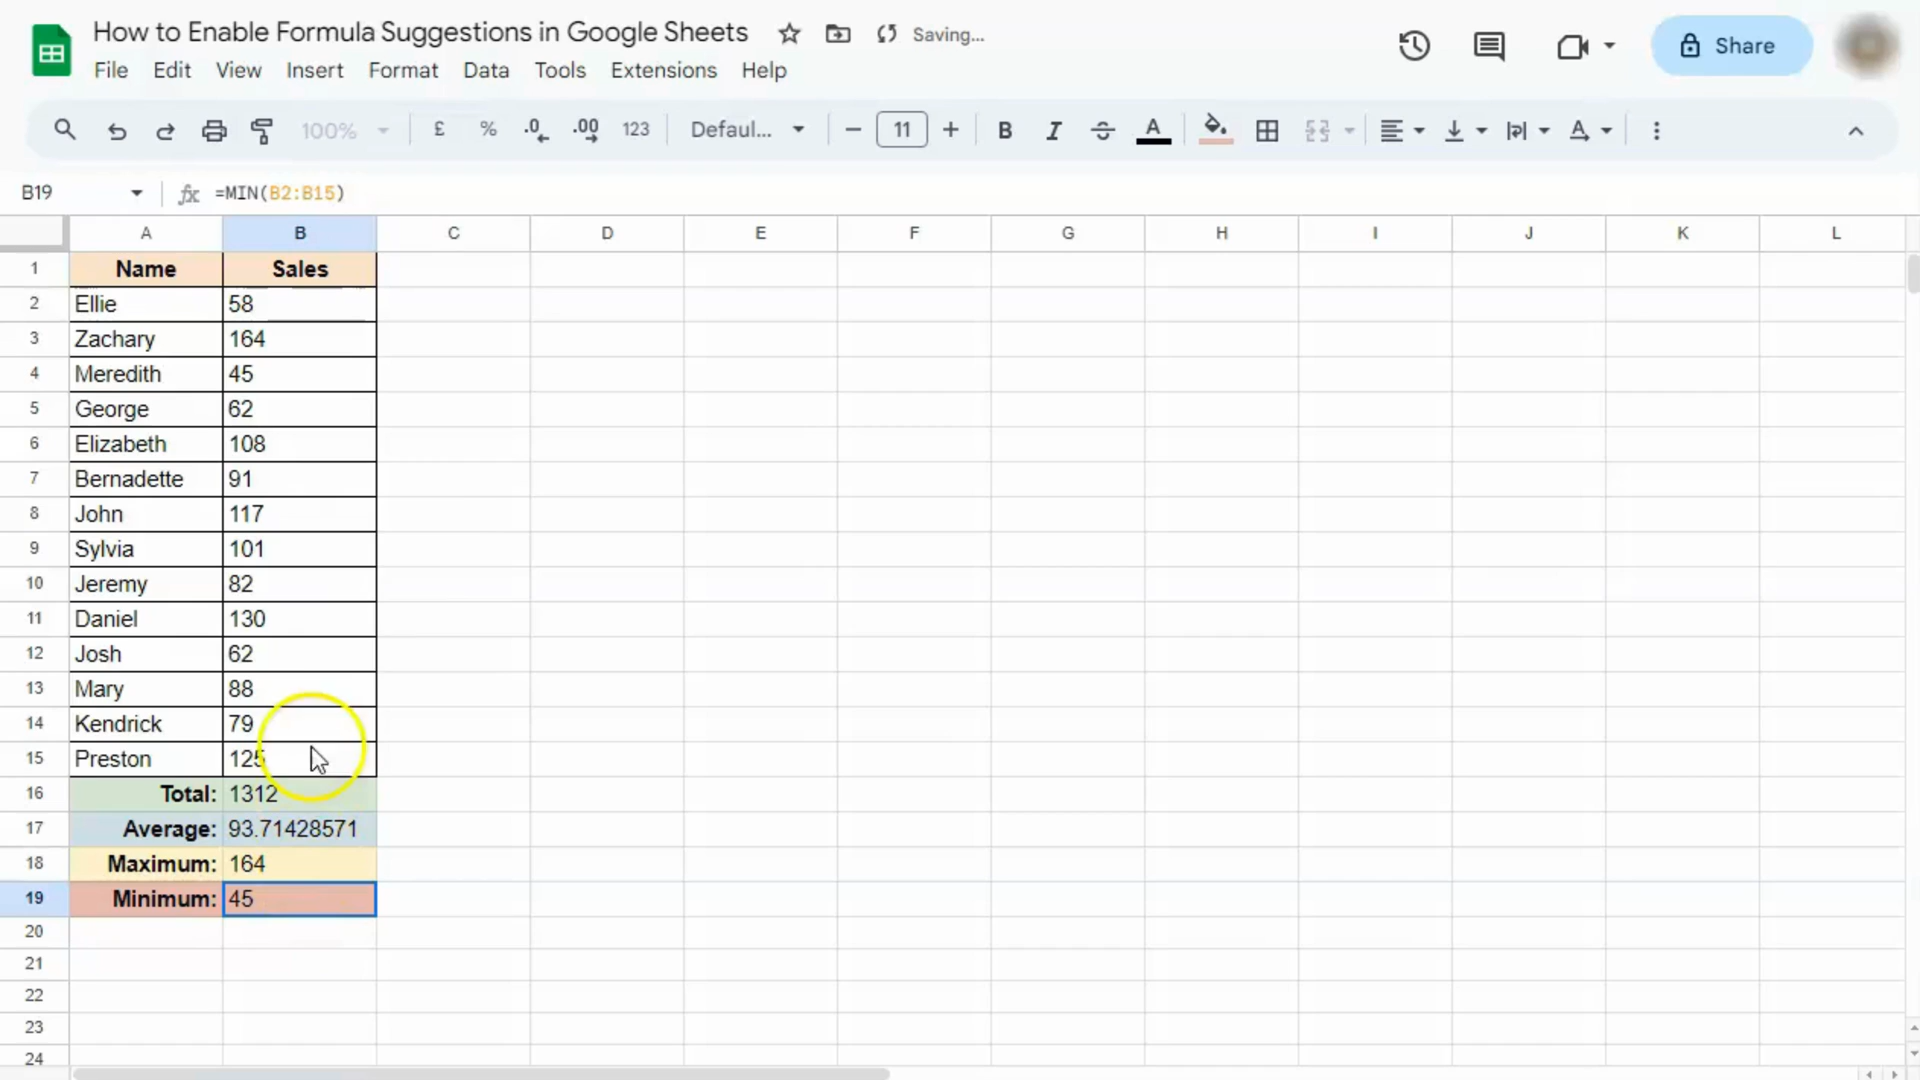 How to Enable Formula Suggestions in Google Sheets Saving...
File Edit View Insert Format Data Tools Extensions Help
Share
100% £ % .0 .00 123 Defaul... 11 B I A A
B19 fx =MIN(B2:B15)
A B C D E F G H I J K L
1 Name Sales
2 Ellie 58
3 Zachary 164
4 Meredith 45
5 George 62
6 Elizabeth 108
7 Bernadette 91
8 John 117
9 Sylvia 101
10 Jeremy 82
11 Daniel 130
12 Josh 62
13 Mary 88
14 Kendrick 79
15 Preston 125
16 Total: 1312
17 Average: 93.71428571
18 Maximum: 164
19 Minimum: 45
20
21
22
23
24